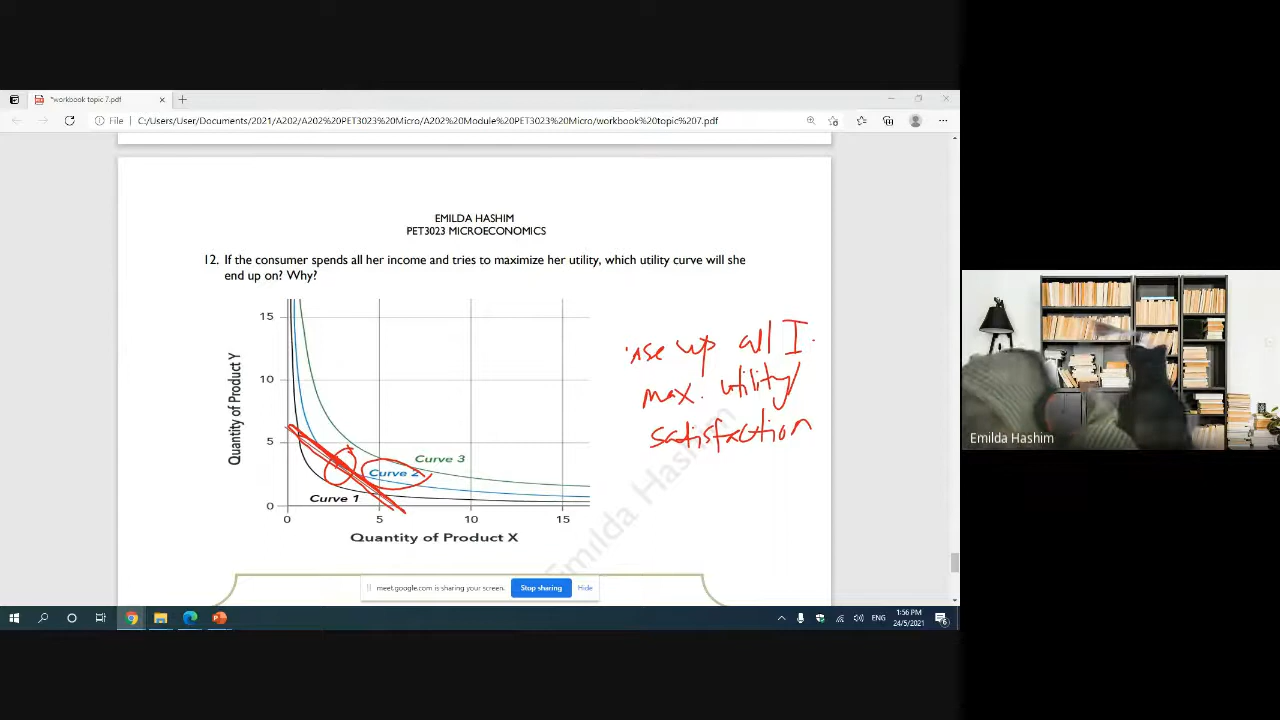 *workbook topic 7.pdf
File
C:/Users/User/Documents/2021/A202/A202%20PET3023%20Micro/A202%20Module%20PET3023%20Micro/workbook%20topic%207.pdf
EMILDA HASHIM
PET3023 MICROECONOMICS
12. If the consumer spends all her income and tries to maximize her utility, which utility curve will she
end up on? Why?
15
10
5
0
Quantity of Product Y
Curve 3
Curve 2
Curve 1
0 5 10 15
Quantity of Product X
use up all I.
max. utility/
satisfaction
Emilda Hashim
meet.google.com is sharing your screen.
Stop sharing
Hide
Emilda Hashim
ENG
1:56 PM
24/5/2021
6